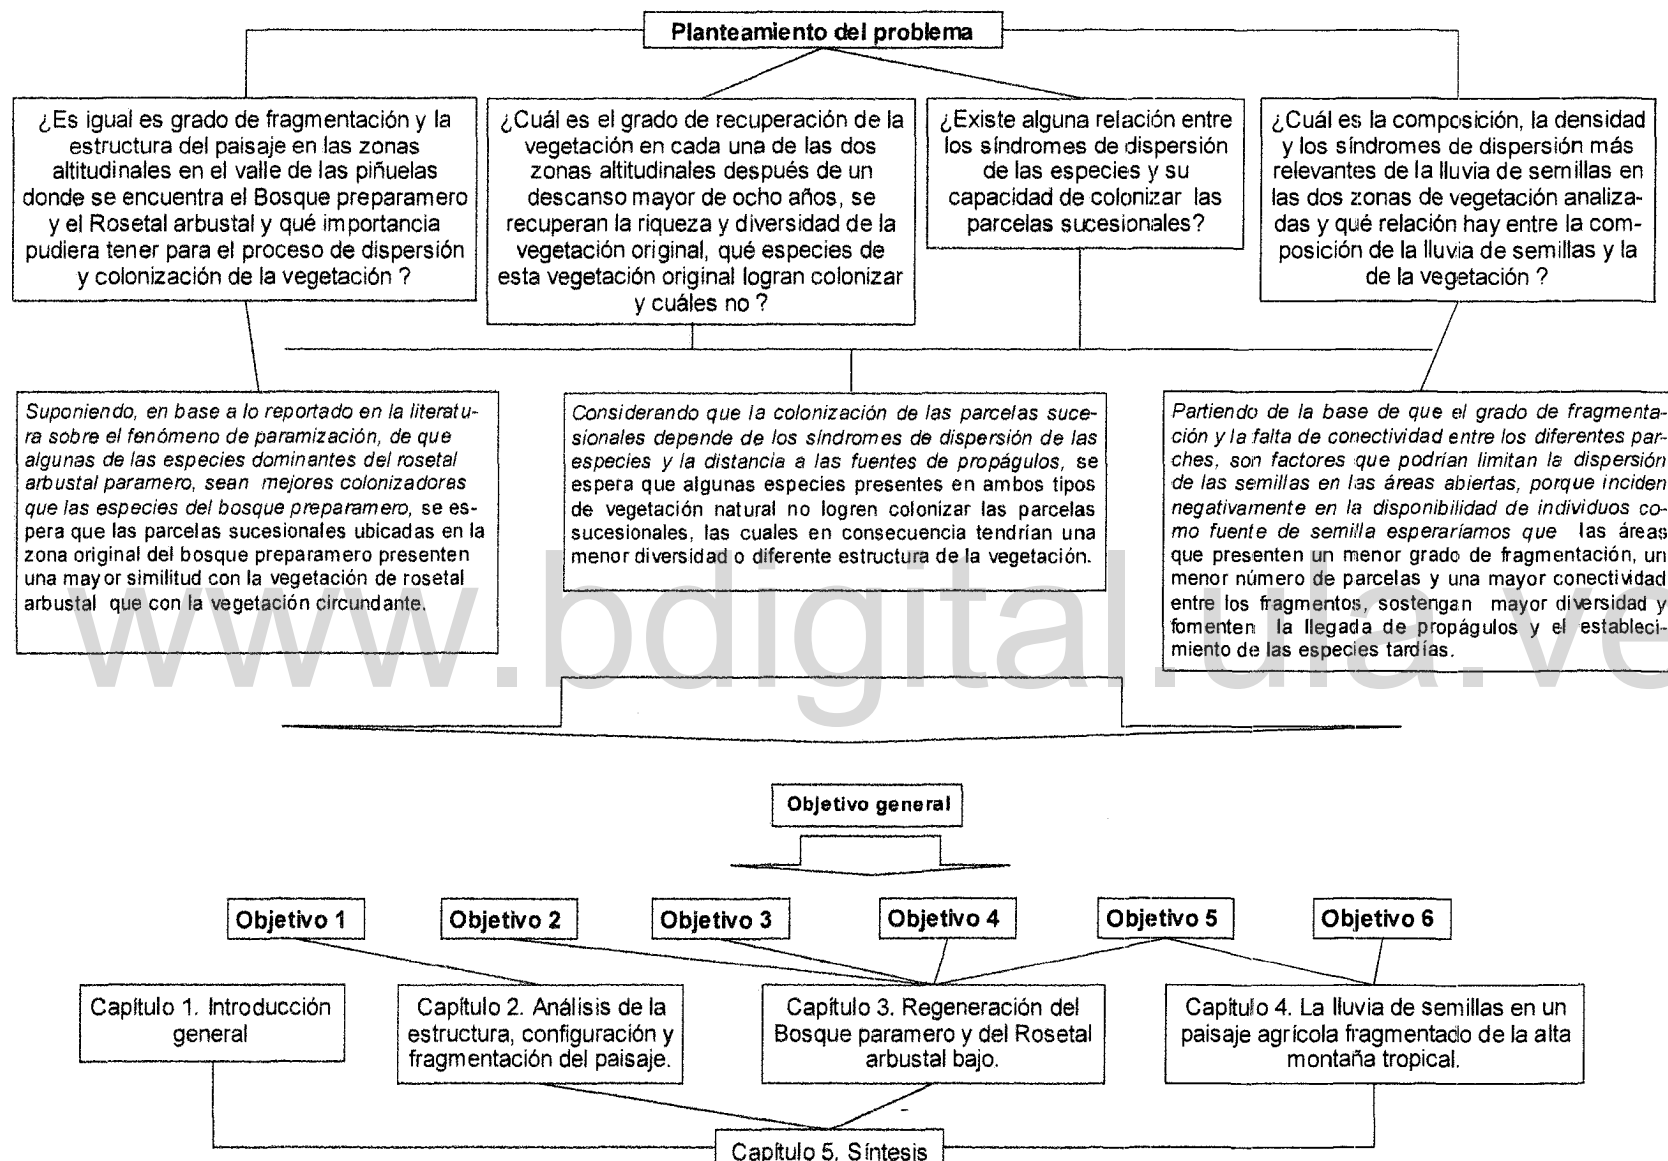 Planteamiento del problema
¿Es igual es grado de fragmentación y la
estructura del paisaje en las zonas
altitudinales en el valle de las piñuelas
donde se encuentra el Bosque preparamero
y el Rosetal arbustal y qué importancia
pudiera tener para el proceso de dispersión
y colonización de la vegetación ?
¿Cuál es el grado de recuperación de la
vegetación en cada una de las dos
zonas altitudinales después de un
descanso mayor de ocho años, se
recuperan la riqueza y diversidad de la
vegetación original, qué especies de
esta vegetación original logran colonizar
y cuáles no ?
¿Existe alguna relación entre
los síndromes de dispersión
de las especies y su
capacidad de colonizar las
parcelas sucesionales?
¿Cuál es la composición, la densidad
y los síndromes de dispersión más
relevantes de la lluvia de semillas en
las dos zonas de vegetación analiza-
das y qué relación hay entre la com-
posición de la lluvia de semillas y la
de la vegetación ?
Suponiendo, en base a lo reportado en la literatu-
ra sobre el fenómeno de paramización, de que
algunas de las especies dominantes del rosetal
arbustal paramero, sean mejores colonizadoras
que las especies del bosque preparamero, se es-
pera que las parcelas sucesionales ubicadas en la
zona original del bosque preparamero presenten
una mayor similitud con la vegetación de rosetal
arbustal que con la vegetación circundante.
Considerando que la colonización de las parcelas suce-
sionales depende de los síndromes de dispersión de las
especies y la distancia a las fuentes de propágulos, se
espera que algunas especies presentes en ambos tipos
de vegetación natural no logren colonizar las parcelas
sucesionales, las cuales en consecuencia tendrían una
menor diversidad o diferente estructura de la vegetación.
Partiendo de la base de que el grado de fragmenta-
ción y la falta de conectividad entre los diferentes par-
ches, son factores que podrían limitan la dispersión
de las semillas en las áreas abiertas, porque inciden
negativamente en la disponibilidad de individuos co-
mo fuente de semilla esperaríamos que las áreas
que presenten un menor grado de fragmentación, un
menor número de parcelas y una mayor conectividad
entre los fragmentos, sostengan mayor diversidad y
fomenten la llegada de propágulos y el estableci-
miento de las especies tardías.
www.bdigital.ula.ve
Objetivo general
Objetivo 1
Objetivo 2
Objetivo 3
Objetivo 4
Objetivo 5
Objetivo 6
Capítulo 1. Introducción
general
Capítulo 2. Análisis de la
estructura, configuración y
fragmentación del paisaje.
Capítulo 3. Regeneración del
Bosque paramero y del Rosetal
arbustal bajo.
Capítulo 4. La lluvia de semillas en un
paisaje agrícola fragmentado de la alta
montaña tropical.
Capítulo 5. Síntesis